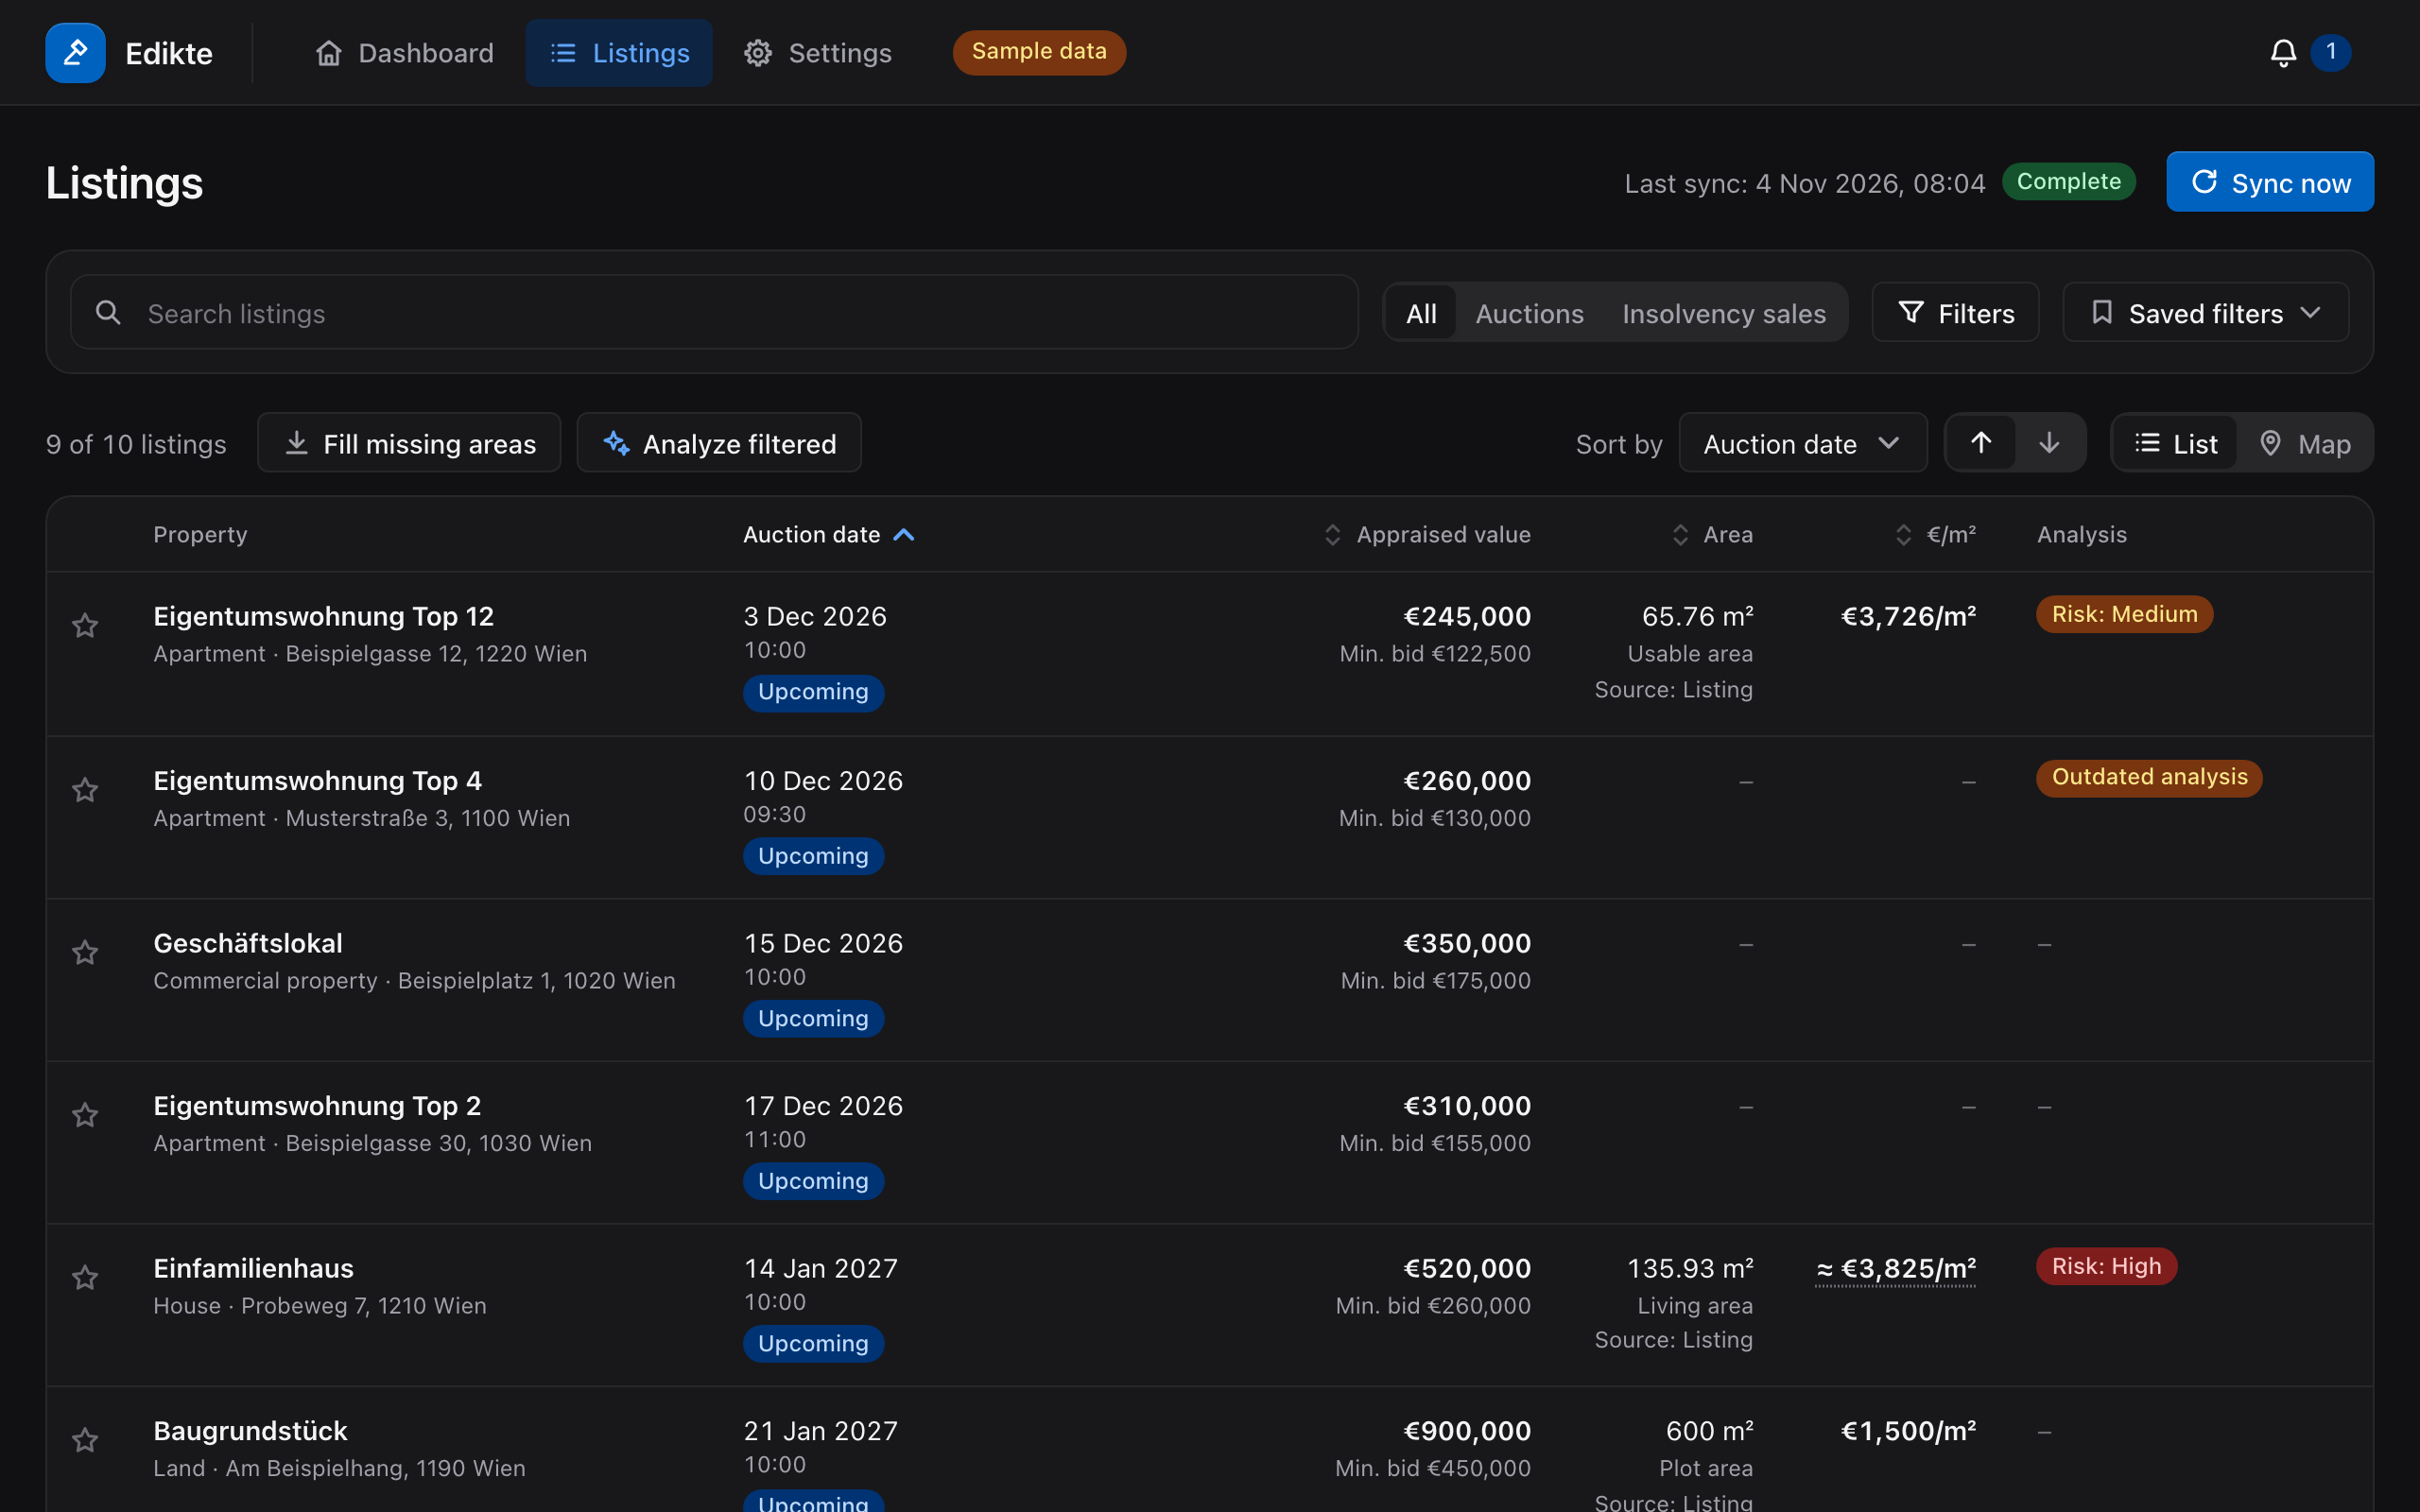 Edikte
Dashboard
Listings
Settings
Sample data
1
Listings
Last sync: 4 Nov 2026, 08:04
Complete
Sync now
Search listings
All
Auctions
Insolvency sales
Filters
Saved filters
9 of 10 listings
Fill missing areas
Analyze filtered
Sort by
Auction date
List
Map
Property
Auction date
Appraised value
Area
€/m²
Analysis
Eigentumswohnung Top 12
Apartment · Beispielgasse 12, 1220 Wien
3 Dec 2026
10:00
Upcoming
€245,000
Min. bid €122,500
65.76 m²
Usable area
Source: Listing
€3,726/m²
Risk: Medium
Eigentumswohnung Top 4
Apartment · Musterstraße 3, 1100 Wien
10 Dec 2026
09:30
Upcoming
€260,000
Min. bid €130,000
–
–
Outdated analysis
Geschäftslokal
Commercial property · Beispielplatz 1, 1020 Wien
15 Dec 2026
10:00
Upcoming
€350,000
Min. bid €175,000
–
–
–
Eigentumswohnung Top 2
Apartment · Beispielgasse 30, 1030 Wien
17 Dec 2026
11:00
Upcoming
€310,000
Min. bid €155,000
–
–
–
Einfamilienhaus
House · Probeweg 7, 1210 Wien
14 Jan 2027
10:00
Upcoming
€520,000
Min. bid €260,000
135.93 m²
Living area
Source: Listing
≈ €3,825/m²
Risk: High
Baugrundstück
Land · Am Beispielhang, 1190 Wien
21 Jan 2027
10:00
Upcoming
€900,000
Min. bid €450,000
600 m²
Plot area
Source: Listing
€1,500/m²
–